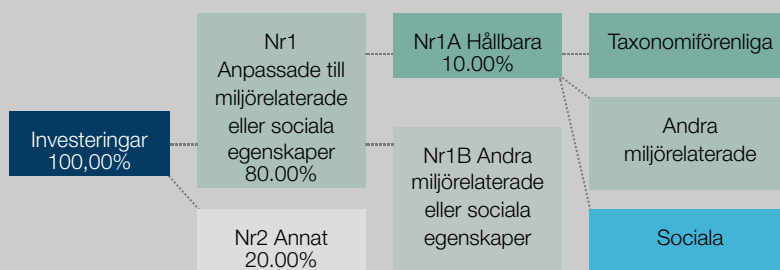 Investeringar
100,00%
Nr1
Anpassade till
miljörelaterade
eller sociala
egenskaper
80.00%
Nr2 Annat
20.00%
Nr1A Hållbara
10.00%
Nr1B Andra
miljörelaterade
eller sociala
egenskaper
Taxonomiförenliga
Andra
miljörelaterade
Sociala